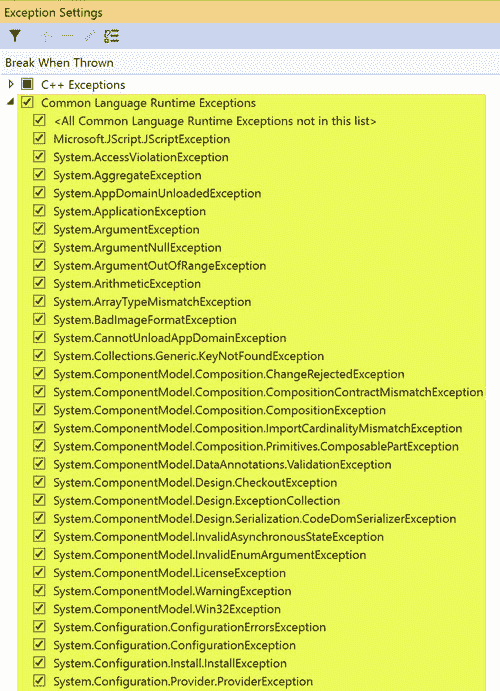 Exception Settings
Break When Thrown
C++ Exceptions
Common Language Runtime Exceptions
<All Common Language Runtime Exceptions not in this list>
Microsoft.JScript.JScriptException
System.AccessViolationException
System.AggregateException
System.AppDomainUnloadedException
System.ApplicationException
System.ArgumentException
System.ArgumentNullException
System.ArgumentOutOfRangeException
System.ArithmeticException
System.ArrayTypeMismatchException
System.BadImageFormatException
System.CannotUnloadAppDomainException
System.Collections.Generic.KeyNotFoundException
System.ComponentModel.Composition.ChangeRejectedException
System.ComponentModel.Composition.CompositionContractMismatchException
System.ComponentModel.Composition.CompositionException
System.ComponentModel.Composition.ImportCardinalityMismatchException
System.ComponentModel.Composition.Primitives.ComposablePartException
System.ComponentModel.DataAnnotations.ValidationException
System.ComponentModel.Design.CheckoutException
System.ComponentModel.Design.ExceptionCollection
System.ComponentModel.Design.Serialization.CodeDomSerializerException
System.ComponentModel.InvalidAsynchronousStateException
System.ComponentModel.InvalidEnumArgumentException
System.ComponentModel.LicenseException
System.ComponentModel.WarningException
System.ComponentModel.Win32Exception
System.Configuration.ConfigurationErrorsException
System.Configuration.ConfigurationException
System.Configuration.Install.InstallException
System.Configuration.Provider.ProviderException